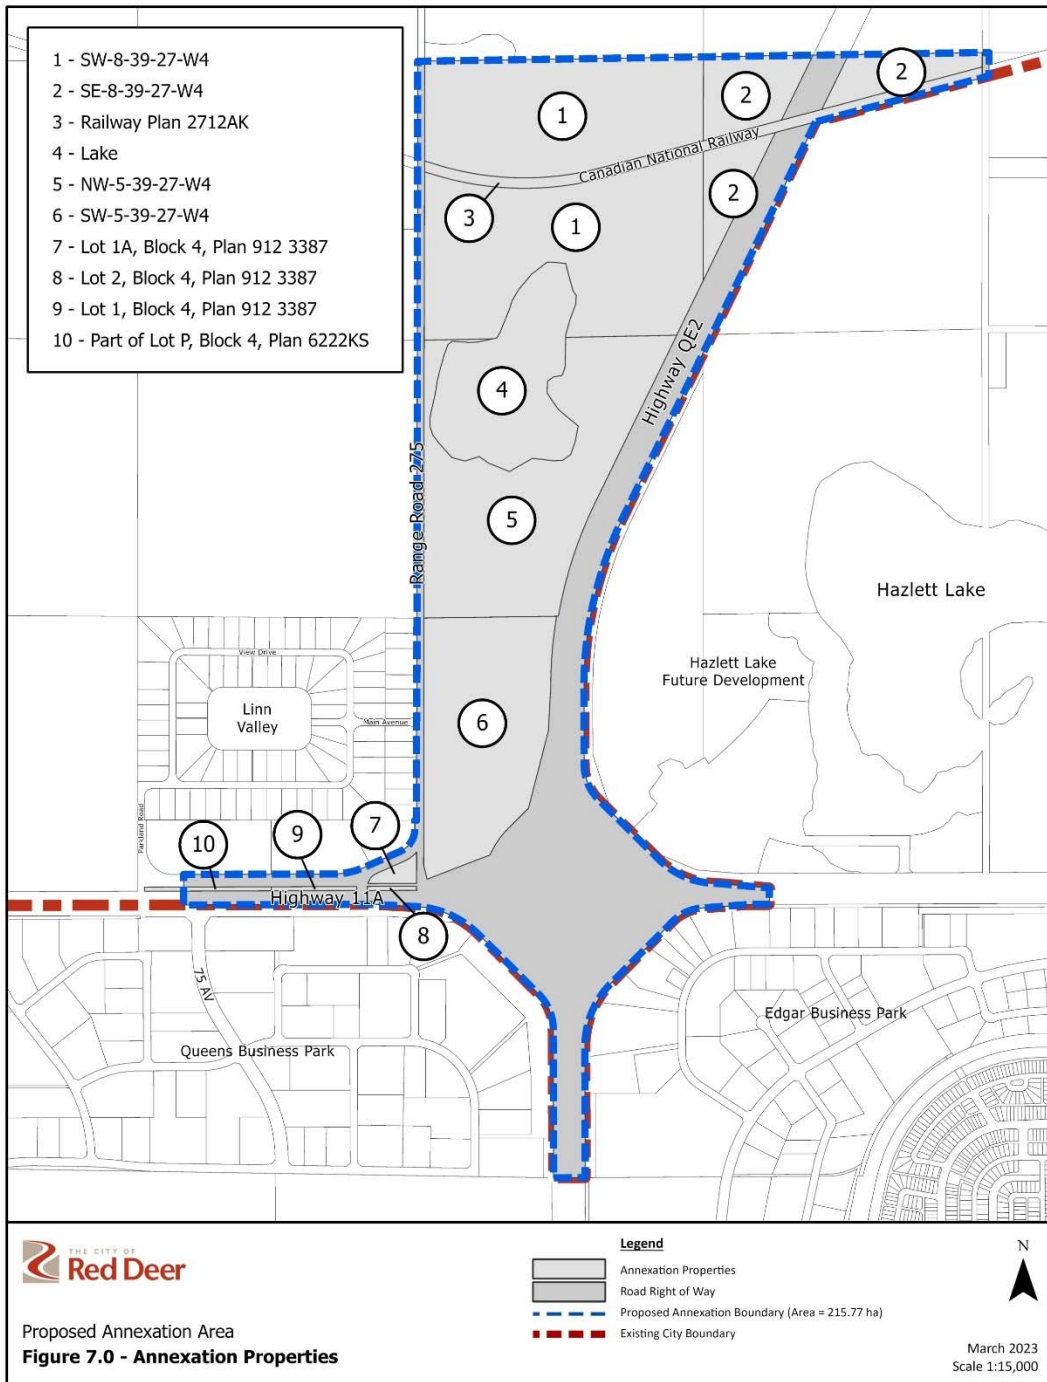 1 - SW-8-39-27-W4
2 - SE-8-39-27-W4
3 - Railway Plan 2712AK
4 - Lake
5 - NW-5-39-27-W4
6 - SW-5-39-27-W4
7 - Lot 1A, Block 4, Plan 912 3387
8 - Lot 2, Block 4, Plan 912 3387
9 - Lot 1, Block 4, Plan 912 3387
10 - Part of Lot P, Block 4, Plan 6222KS
2
2
1
Canadian National Railway
2
3
1
Highway QE2
4
Range Road 275
5
Hazlett Lake
Hazlett Lake
Future Development
View Drive
Linn
Valley
Main Avenue
6
Parkland Road
7
9
10
Highway 11A
8
75 AV
Queens Business Park
Edgar Business Park
THE CITY OF
Red Deer
Proposed Annexation Area
Figure 7.0 - Annexation Properties
Legend
Annexation Properties
Road Right of Way
Proposed Annexation Boundary (Area = 215.77 ha)
Existing City Boundary
N
March 2023
Scale 1:15,000